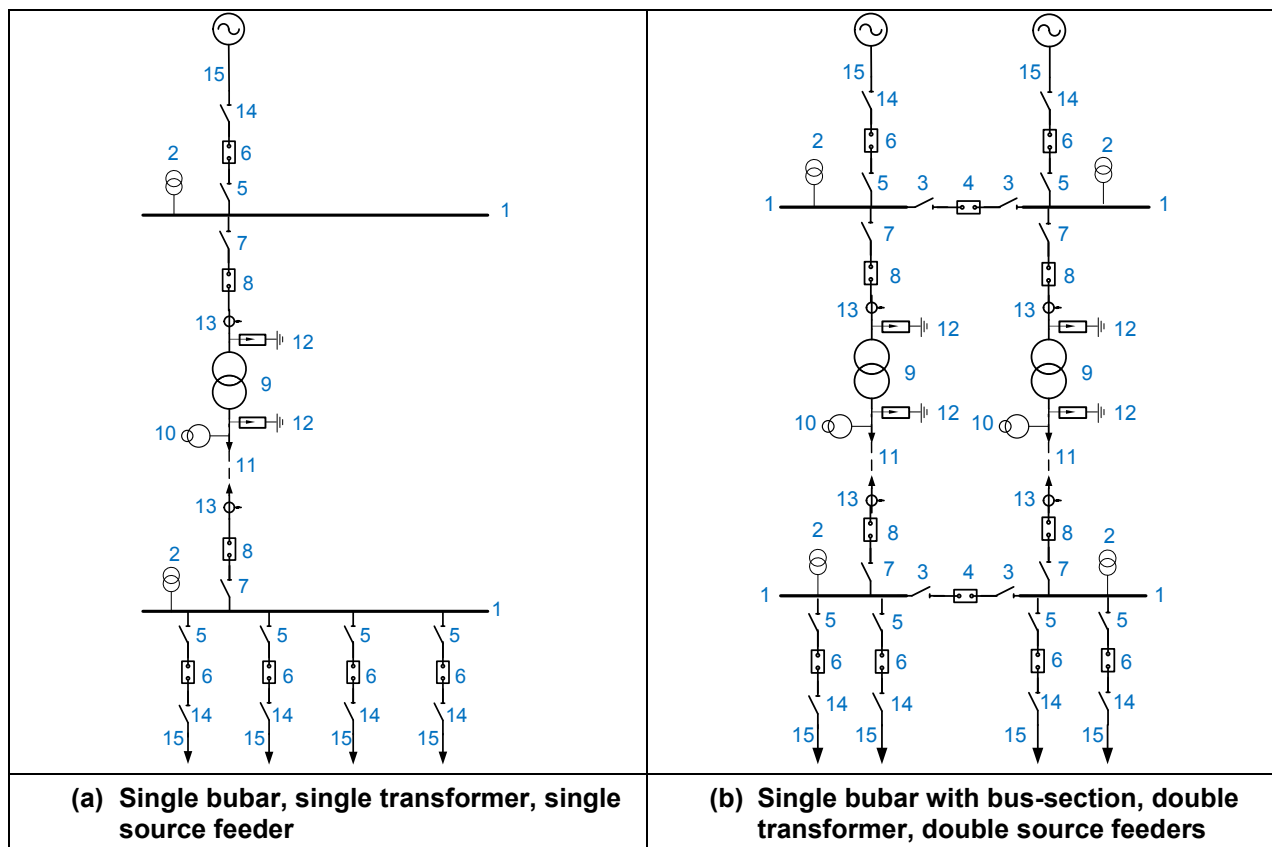 15
14
2 6
5
1
7
8
13
12
9
12
10
11
13
8
2
7
1
5 5 5 5
6 6 6 6
14 14 14 14
15 15 15 15
(a) Single bubar, single transformer, single
source feeder
15 15
14 14
2 6 6 2
5 3 4 3 5
1 1
7 7
8 8
13 13
12 12
9 9
12 12
10 10
11 11
13 13
2 8 8 2
7 3 4 3 7
1 1
5 5 5 5
6 6 6 6
14 14 14 14
15 15 15 15
(b) Single bubar with bus-section, double
transformer, double source feeders